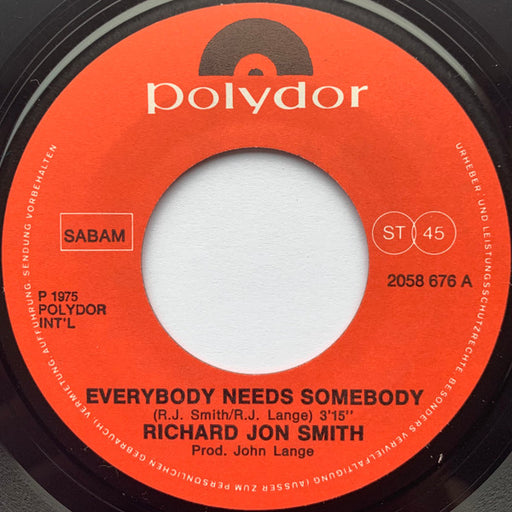 polydor
SABAM
ST 45
2058 676 A
P 1975
POLYDOR
INT'L
EVERYBODY NEEDS SOMEBODY
(R.J. Smith/R.J. Lange) 3'15''
RICHARD JON SMITH
Prod. John Lange
URHEBER- UND LEISTUNGSSCHUTZRECHTE BESONDERS VERVIELFÄLTIGUNG (AUSSER ZUM PERSÖNLICHEN EIGENEN GEBRAUCH) VERMIETUNG AUFFÜHRUNG SENDUNG VORBEHALTEN